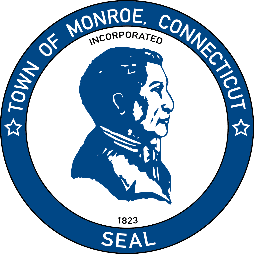 TOWN OF MONROE, CONNECTICUT
INCORPORATED
1823
SEAL